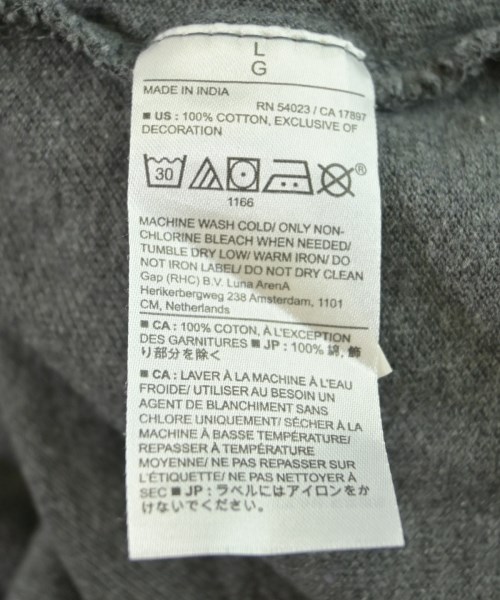 L
G
MADE IN INDIA
RN 54023 / CA 17897
■ US : 100% COTTON, EXCLUSIVE OF
DECORATION
30
®
1166
MACHINE WASH COLD/ ONLY NON-
CHLORINE BLEACH WHEN NEEDED/
TUMBLE DRY LOW/ WARM IRON/ DO
NOT IRON LABEL/ DO NOT DRY CLEAN
Gap (RHC) B.V. Luna ArenA
Herikerbergweg 238 Amsterdam, 1101
CM, Netherlands
■ CA : 100% COTON, À L'EXCEPTION
DES GARNITURES ■ JP : 100% 綿, 飾
り部分を除く
■ CA : LAVER À LA MACHINE À L'EAU
FROIDE/ UTILISER AU BESOIN UN
AGENT DE BLANCHIMENT SANS
CHLORE UNIQUEMENT/ SÉCHER À LA
MACHINE À BASSE TEMPÉRATURE/
REPASSER À TEMPÉRATURE
MOYENNE/ NE PAS REPASSER SUR
L'ÉTIQUETTE/ NE PAS NETTOYER À
SEC ■ JP : ラベルにはアイロンをか
けないでください。